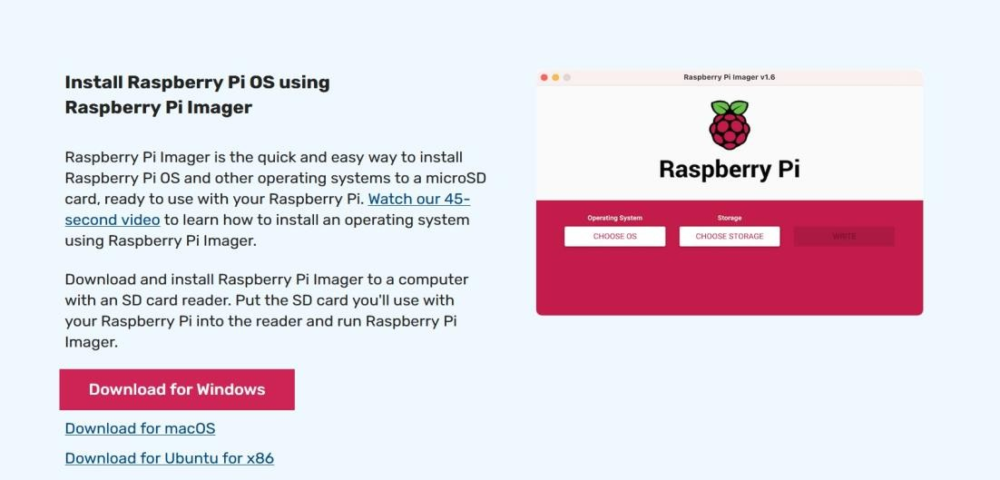 Install Raspberry Pi OS using
Raspberry Pi Imager
Raspberry Pi Imager is the quick and easy way to install
Raspberry Pi OS and other operating systems to a microSD
card, ready to use with your Raspberry Pi. Watch our 45-
second video to learn how to install an operating system
using Raspberry Pi Imager.
Download and install Raspberry Pi Imager to a computer
with an SD card reader. Put the SD card you'll use with
your Raspberry Pi into the reader and run Raspberry Pi
Imager.
Download for Windows
Download for macOS
Download for Ubuntu for x86
Raspberry Pi Imager v1.6
Raspberry Pi
Operating System
Storage
CHOOSE OS
CHOOSE STORAGE
WRITE